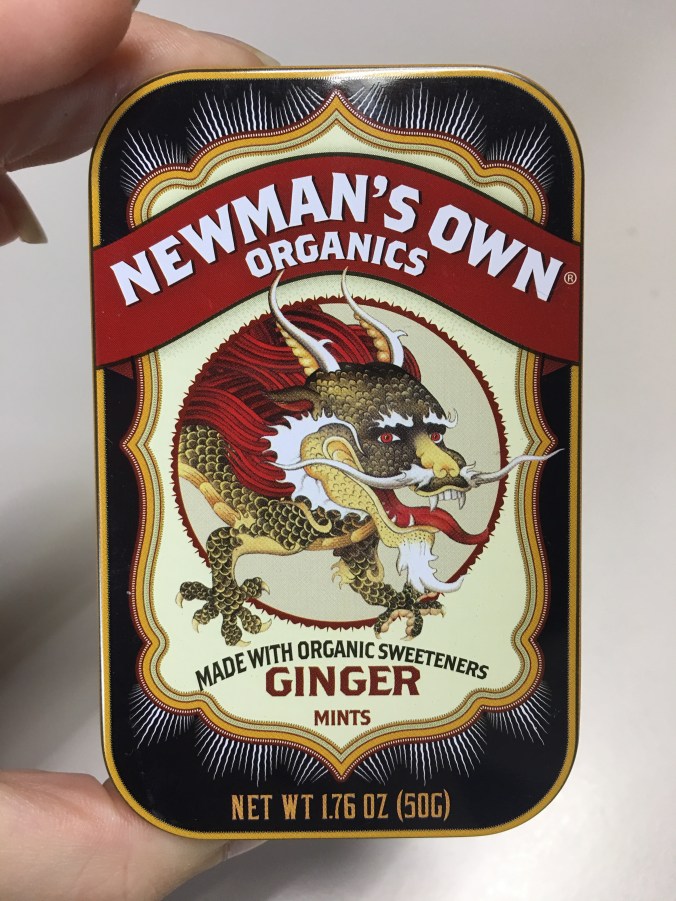 NEWMAN'S OWN®
ORGANICS
MADE WITH ORGANIC SWEETENERS
GINGER
MINTS
NET WT 1.76 OZ (50G)